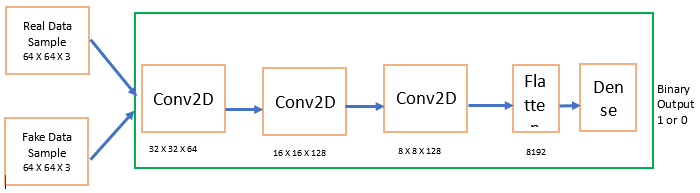 Real Data
Sample
64 X 64 X 3
Fake Data
Sample
64 X 64 X 3
Conv2D
32 X 32 X 64
Conv2D
16 X 16 X 128
Conv2D
8 X 8 X 128
Fla
tte
n
8192
Den
se
Binary
Output
1 or 0